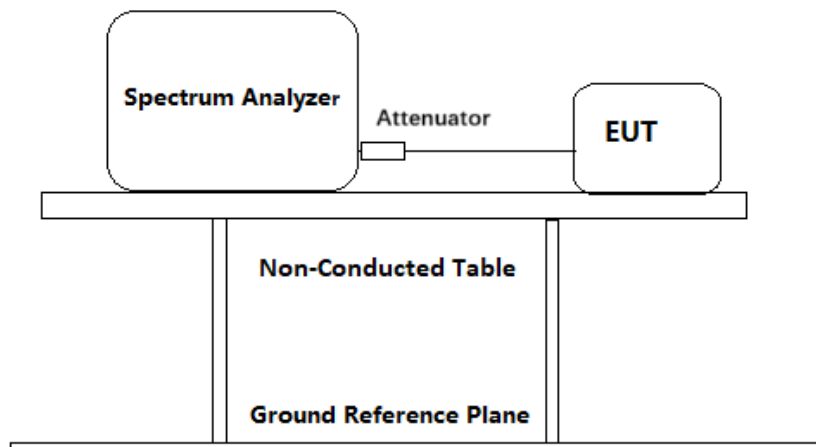 Spectrum Analyzer
Attenuator
EUT
Non-Conducted Table
Ground Reference Plane